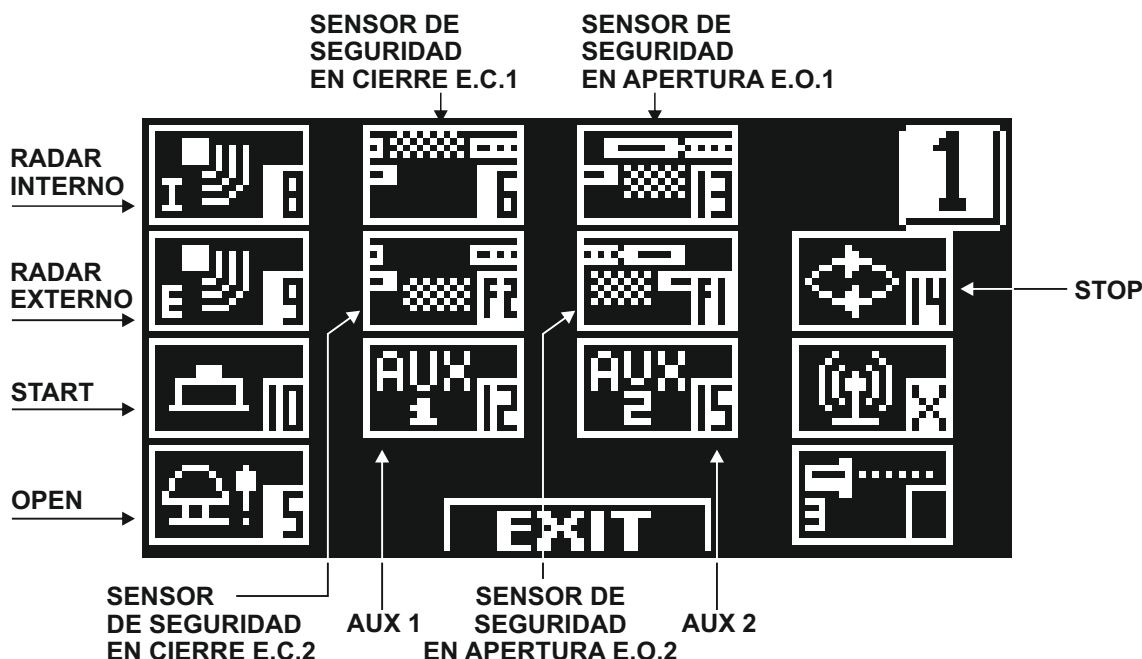 SENSOR DE
SEGURIDAD
EN CIERRE E.C.1
SENSOR DE
SEGURIDAD
EN APERTURA E.O.1
RADAR
INTERNO
I 8
6
13
1
RADAR
EXTERNO
E 9
F2
F1
14
STOP
START
10
AUX
1 12
AUX
2 15
X
OPEN
! 5
EXIT
3
SENSOR
DE SEGURIDAD
EN CIERRE E.C.2
AUX 1
SENSOR DE
SEGURIDAD
EN APERTURA E.O.2
AUX 2